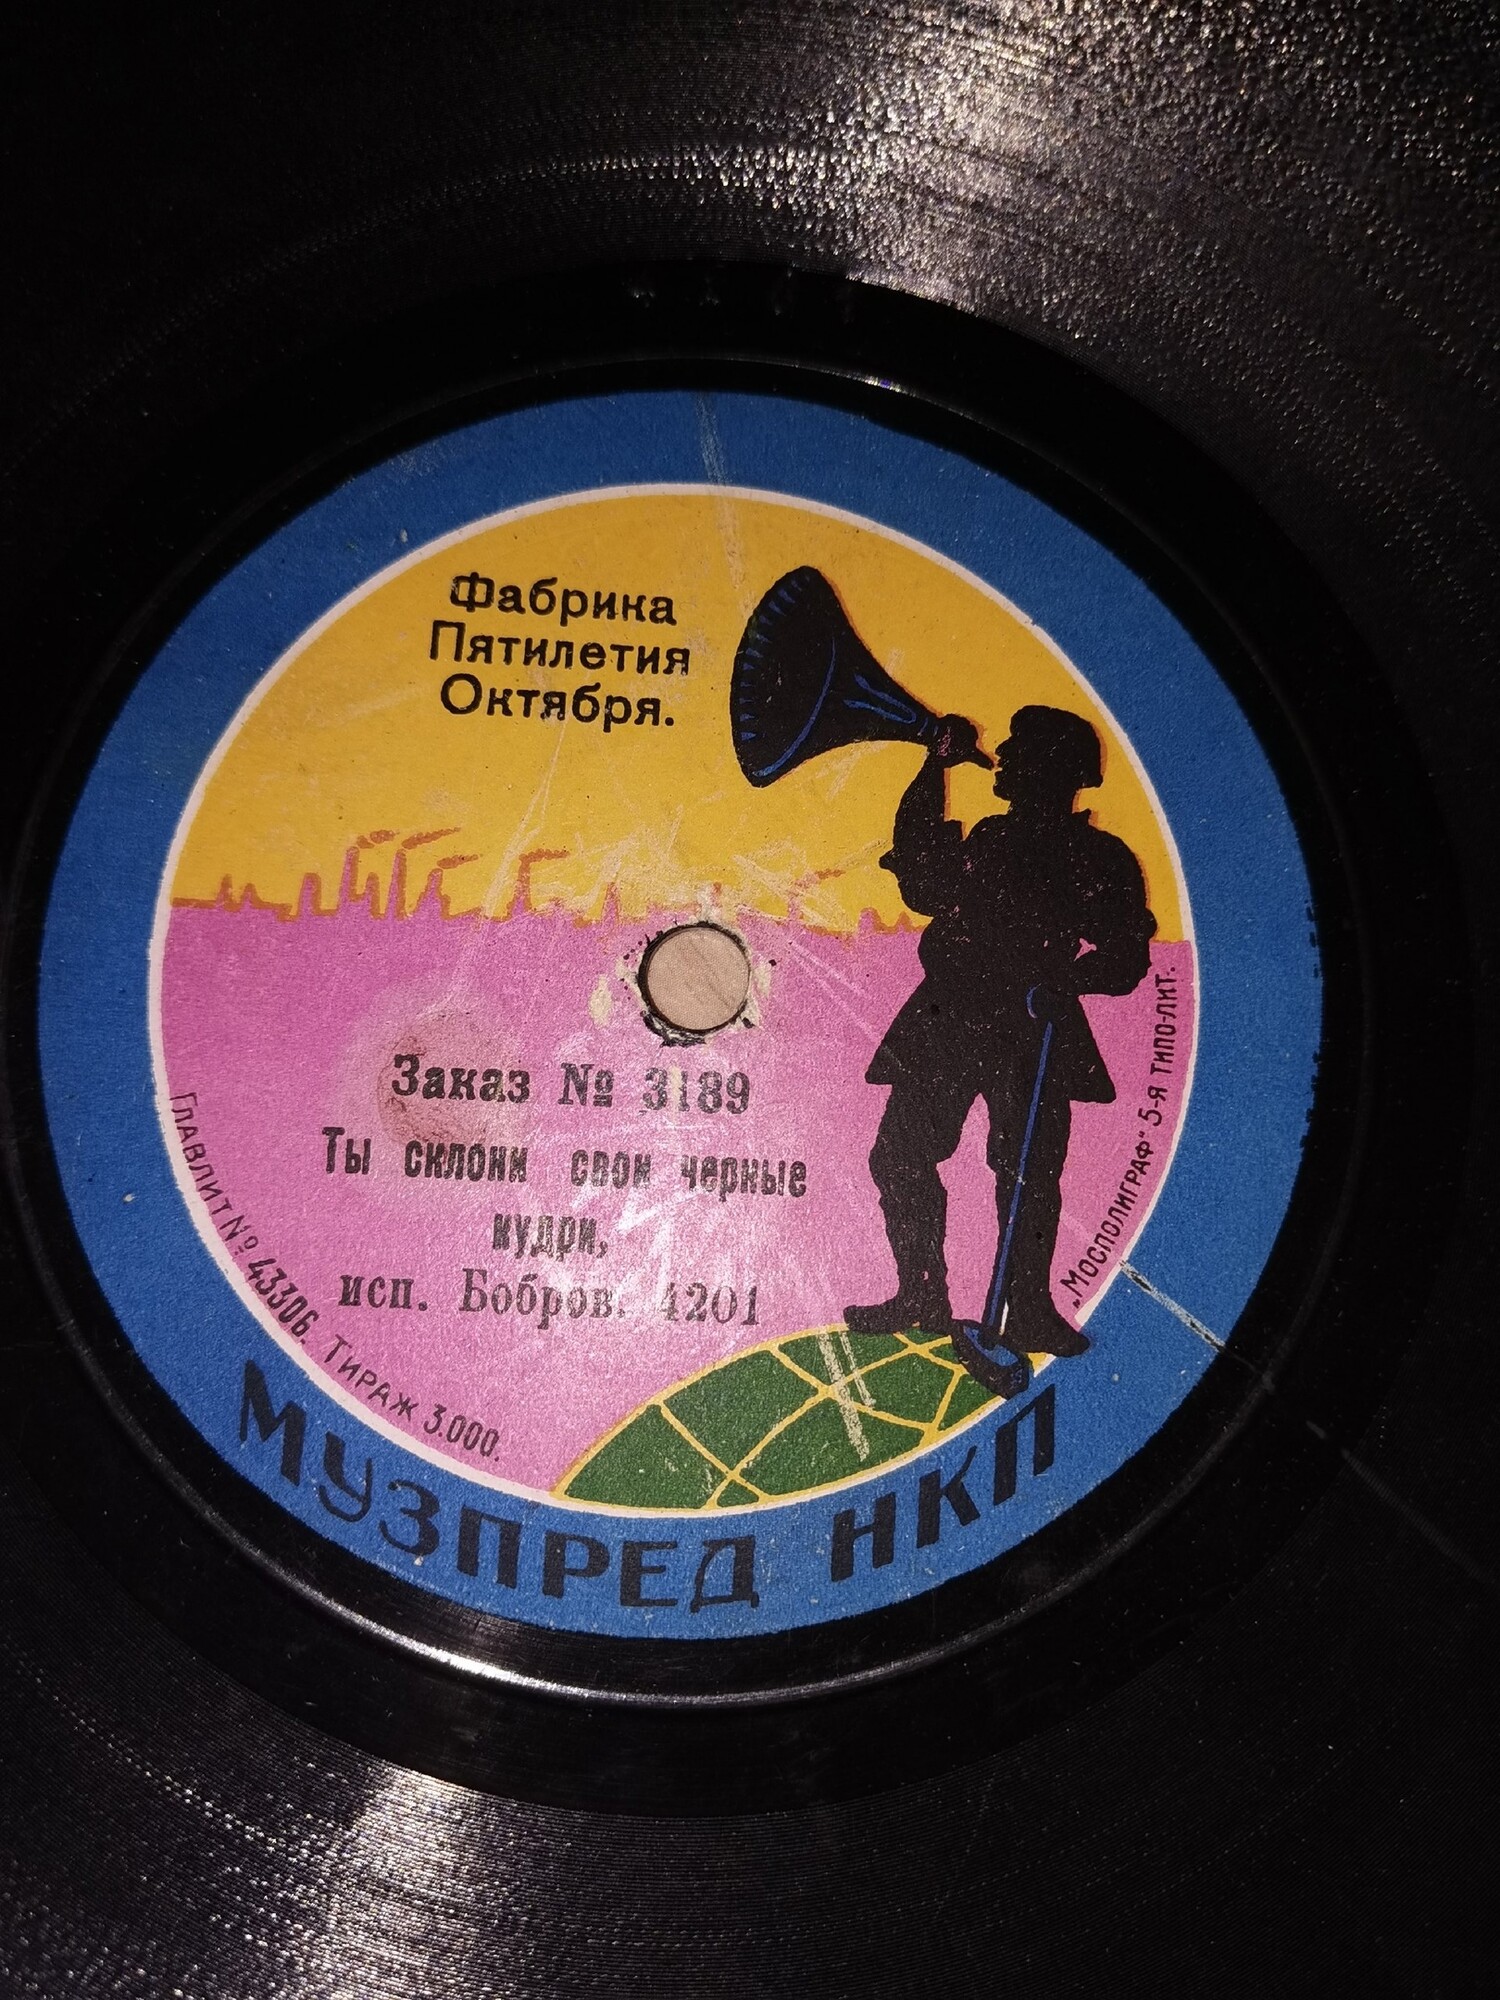 Фабрика
Пятилетия
Октября.
Заказ № 3189
Ты склони свои черные
кудри,
исп. Бобров. 4201
Главлит № 43306. Тираж 3.000.
„Мосполиграф“ 5-я типо-лит.
МУЗПРЕД НКП